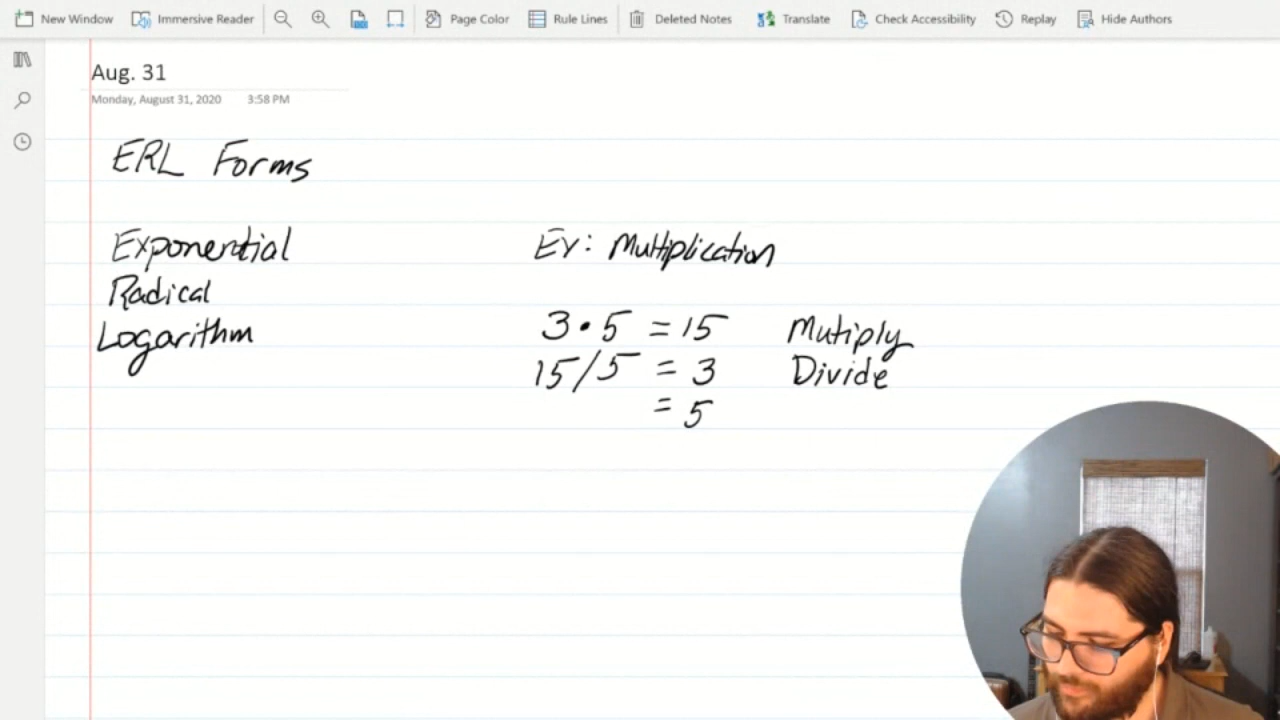 New Window Immersive Reader Page Color Rule Lines Deleted Notes Translate Check Accessibility Replay Hide Authors
Aug. 31
Monday, August 31, 2020 3:58 PM
ERL Forms
Exponential Ex: Multiplication
Radical
Logarithm 3 • 5 = 15 Mutiply
15/5 = 3 Divide
= 5